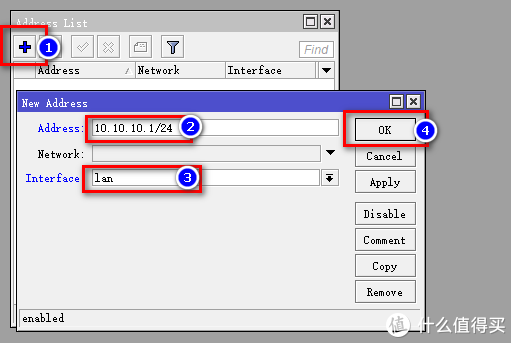 Address List
1
Find
Address
Network
Interface
New Address
Address:
10.10.10.1/24
2
OK
4
Network:
Cancel
Interface:
lan
3
Apply
Disable
Comment
Copy
Remove
enabled
值 什么值得买